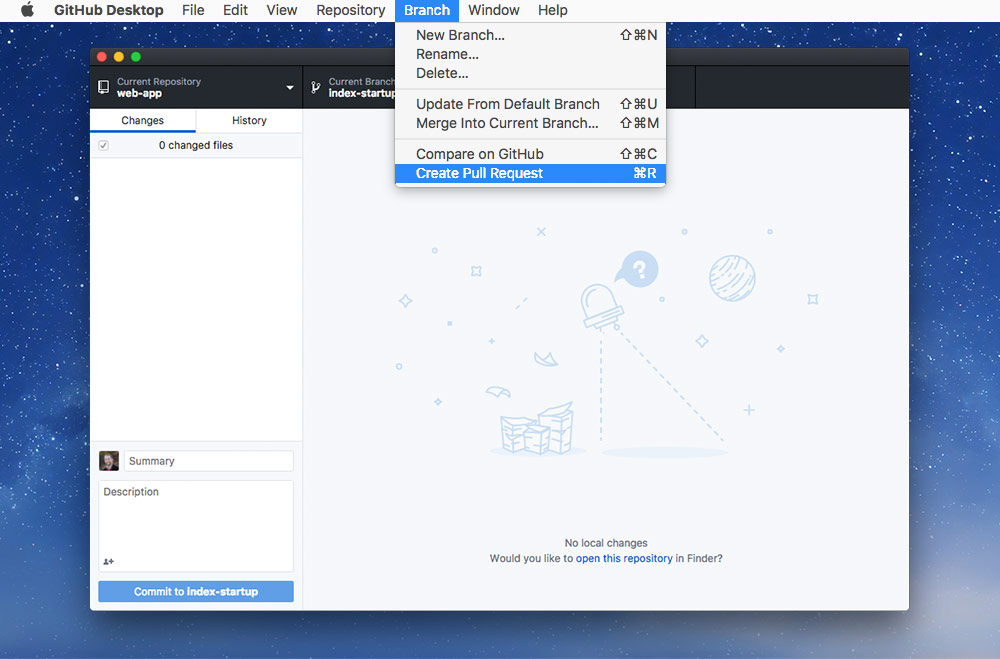 GitHub Desktop File Edit View Repository Branch Window Help
New Branch... ⇧⌘N
Rename...
Delete...
Update From Default Branch ⇧⌘U
Merge Into Current Branch... ⇧⌘M
Compare on GitHub ⇧⌘C
Create Pull Request ⌘R
Current Repository
web-app
Current Branch
index-startup
Changes History
0 changed files
?
Summary
Description
Commit to index-startup
No local changes
Would you like to open this repository in Finder?